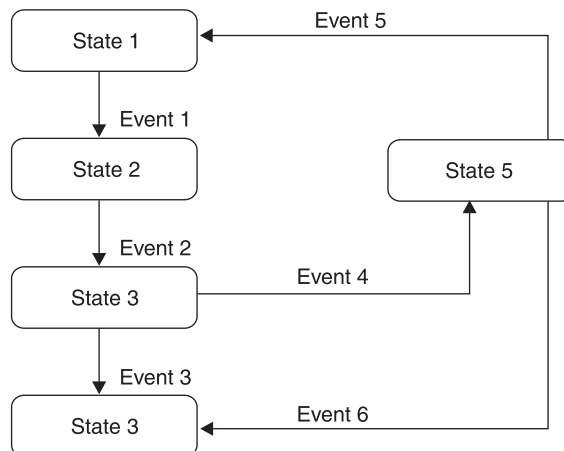 Event 5
State 1
Event 1
State 2
State 5
Event 2
State 3
Event 4
Event 3
State 3
Event 6